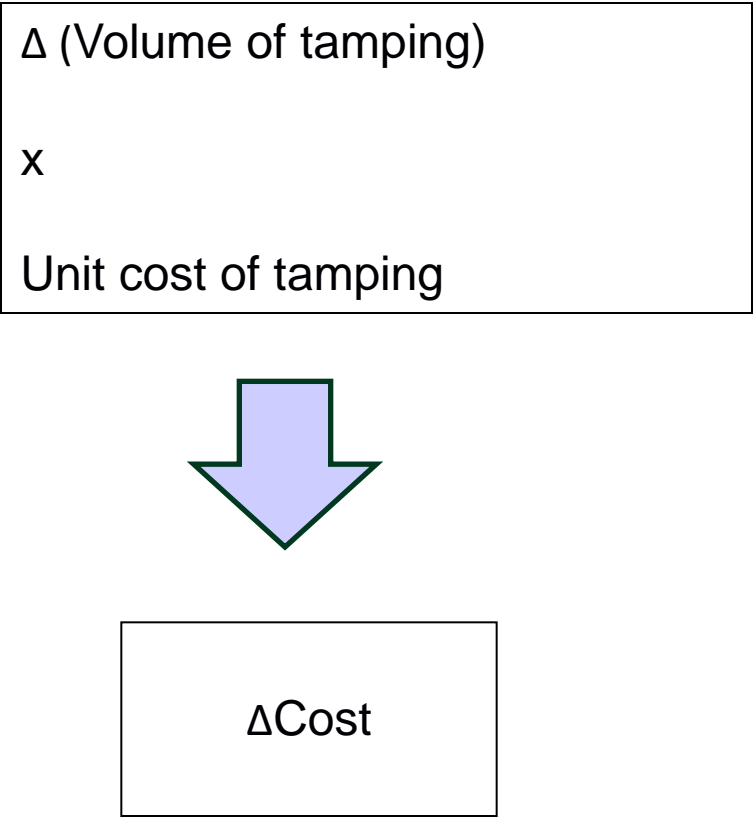 Δ (Volume of tamping)
x
Unit cost of tamping
ΔCost